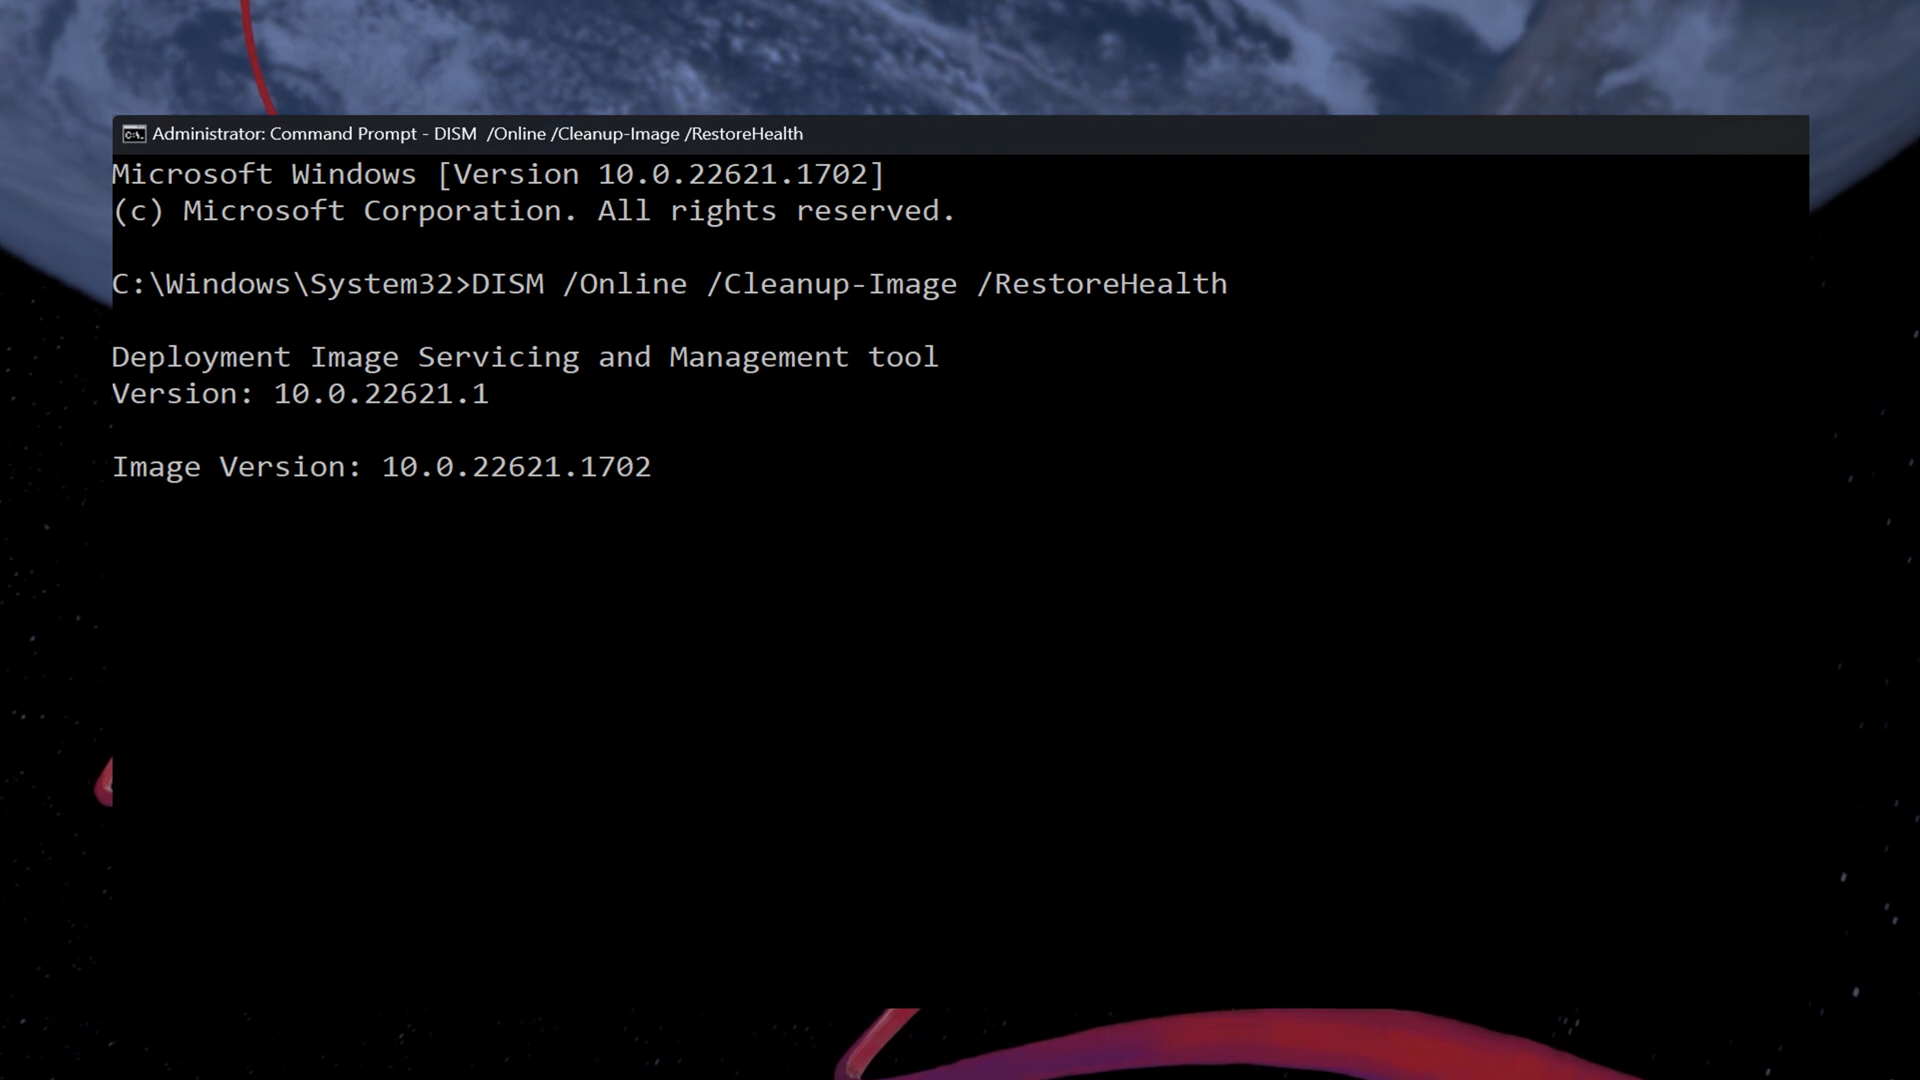 Administrator: Command Prompt - DISM  /Online /Cleanup-Image /RestoreHealth
Microsoft Windows [Version 10.0.22621.1702]
(c) Microsoft Corporation. All rights reserved.
C:\Windows\System32>DISM /Online /Cleanup-Image /RestoreHealth
Deployment Image Servicing and Management tool
Version: 10.0.22621.1
Image Version: 10.0.22621.1702